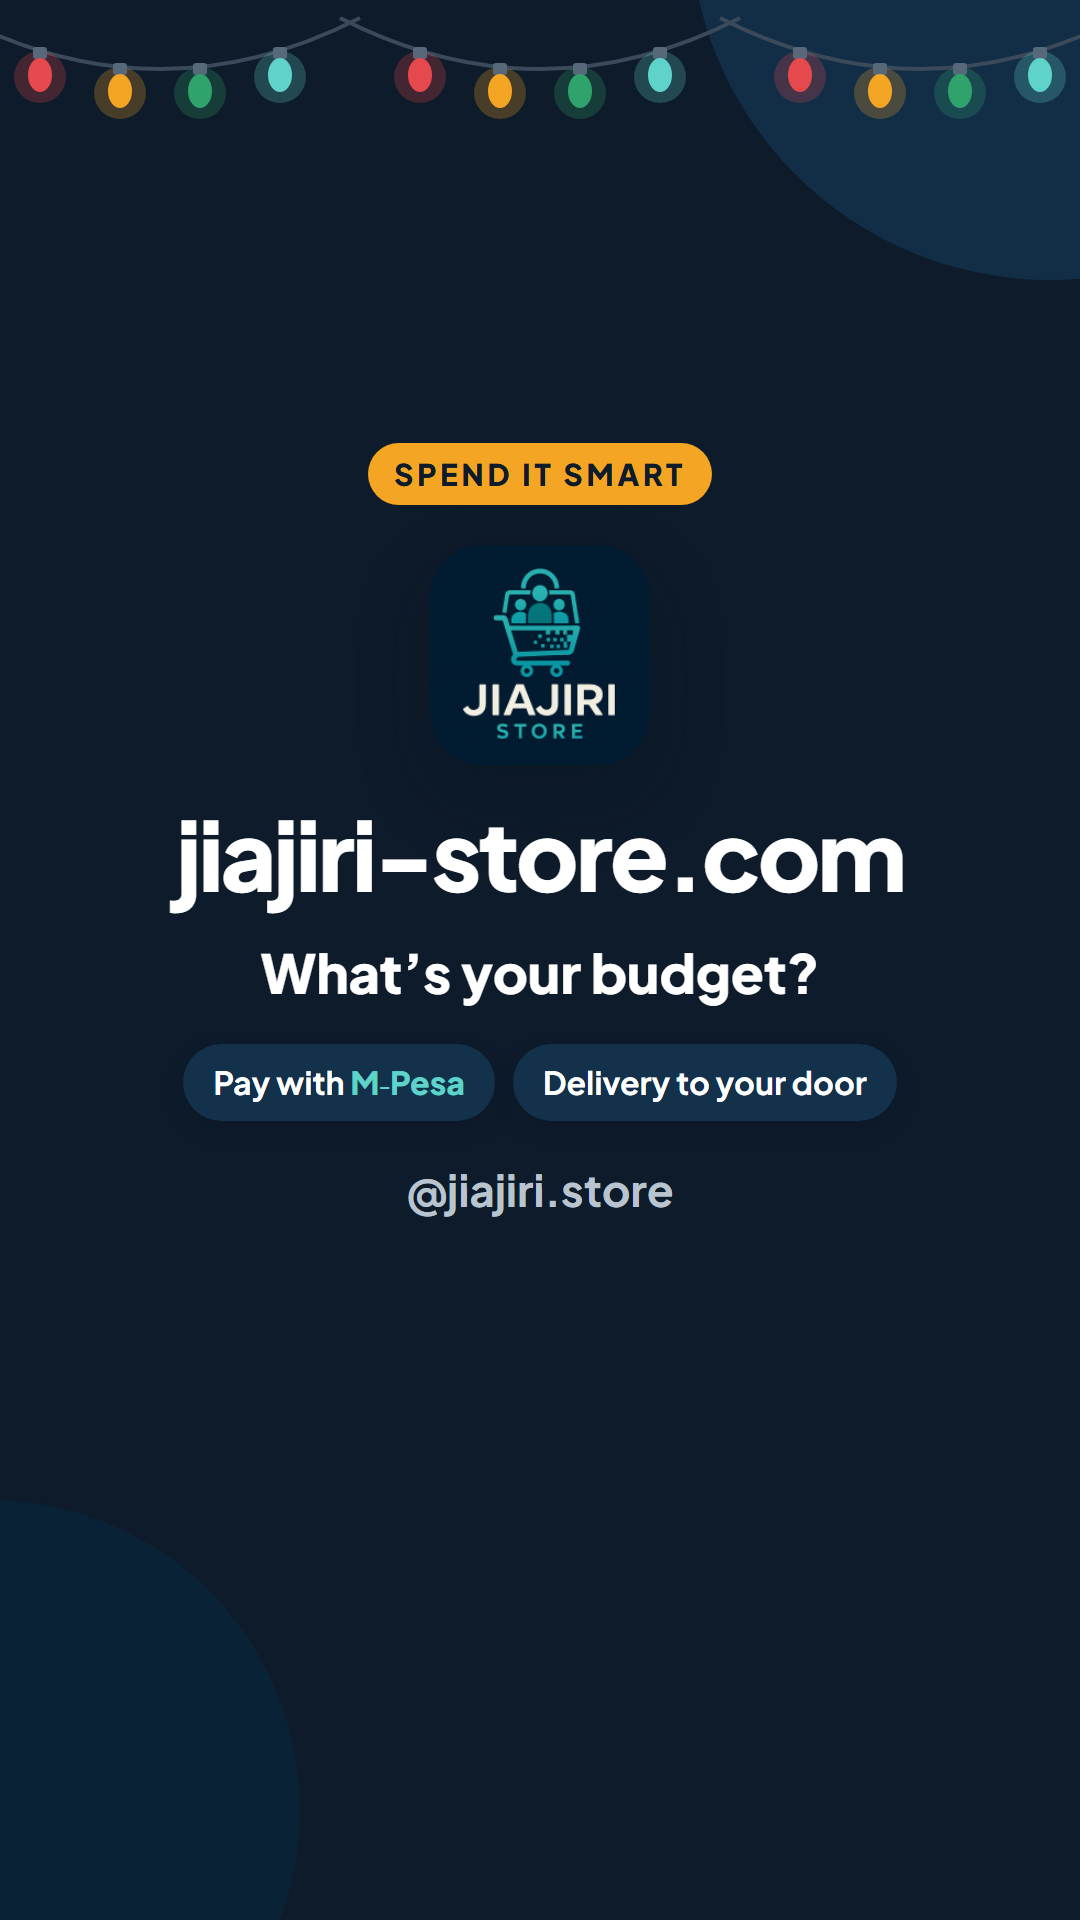 SPEND IT SMART
JIAJIRI
STORE
jiajiri-store.com
What’s your budget?
Pay with M-Pesa
Delivery to your door
@jiajiri.store